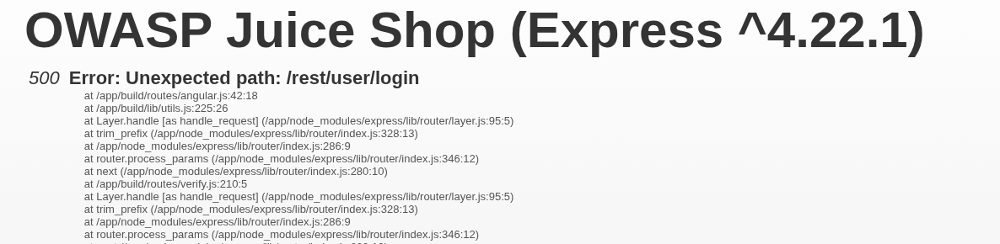 OWASP Juice Shop (Express ^4.22.1)
500 Error: Unexpected path: /rest/user/login
at /app/build/routes/angular.js:42:18
at /app/build/lib/utils.js:225:26
at Layer.handle [as handle_request] (/app/node_modules/express/lib/router/layer.js:95:5)
at trim_prefix (/app/node_modules/express/lib/router/index.js:328:13)
at /app/node_modules/express/lib/router/index.js:286:9
at router.process_params (/app/node_modules/express/lib/router/index.js:346:12)
at next (/app/node_modules/express/lib/router/index.js:280:10)
at /app/build/routes/verify.js:210:5
at Layer.handle [as handle_request] (/app/node_modules/express/lib/router/layer.js:95:5)
at trim_prefix (/app/node_modules/express/lib/router/index.js:328:13)
at /app/node_modules/express/lib/router/index.js:286:9
at router.process_params (/app/node_modules/express/lib/router/index.js:346:12)